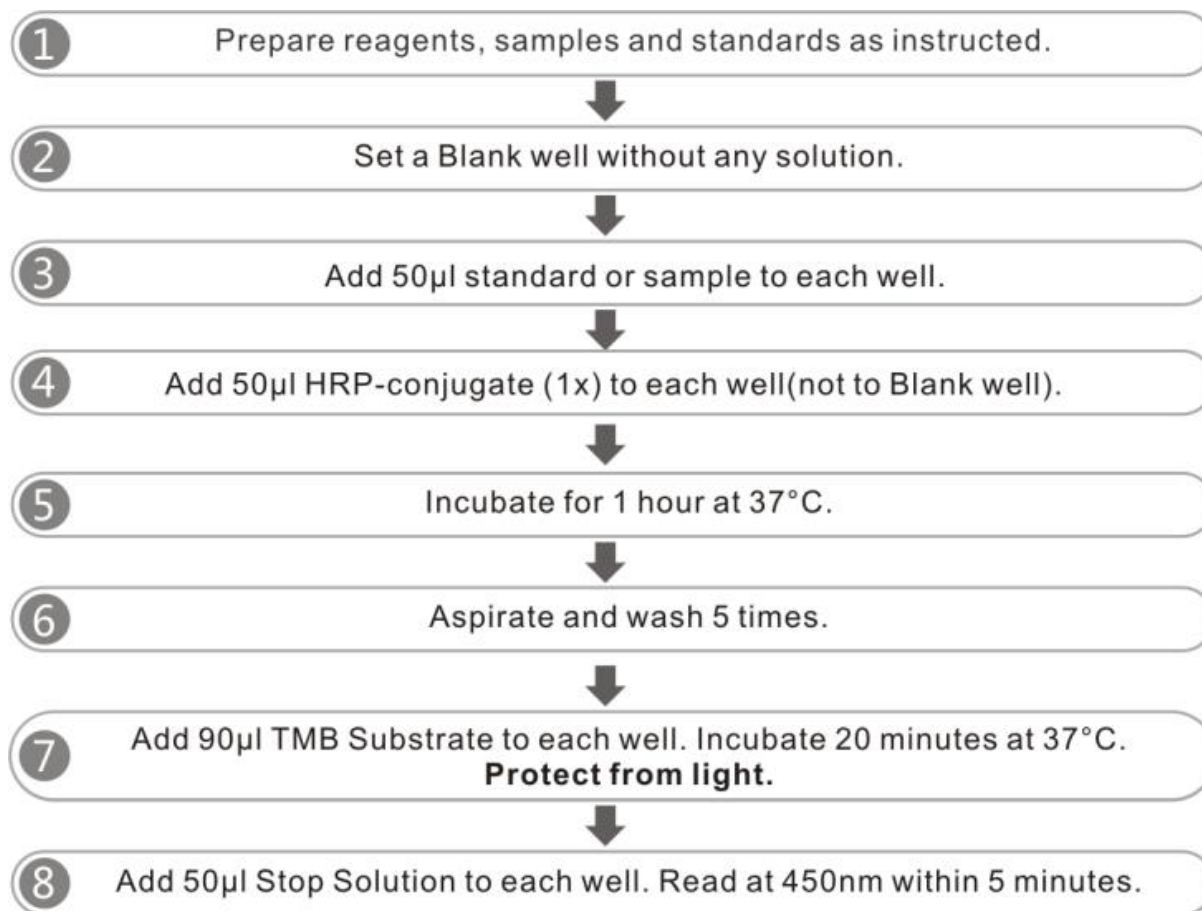 1 Prepare reagents, samples and standards as instructed.
2 Set a Blank well without any solution.
3 Add 50µl standard or sample to each well.
4 Add 50µl HRP-conjugate (1x) to each well(not to Blank well).
5 Incubate for 1 hour at 37°C.
6 Aspirate and wash 5 times.
7 Add 90µl TMB Substrate to each well. Incubate 20 minutes at 37°C.
Protect from light.
8 Add 50µl Stop Solution to each well. Read at 450nm within 5 minutes.